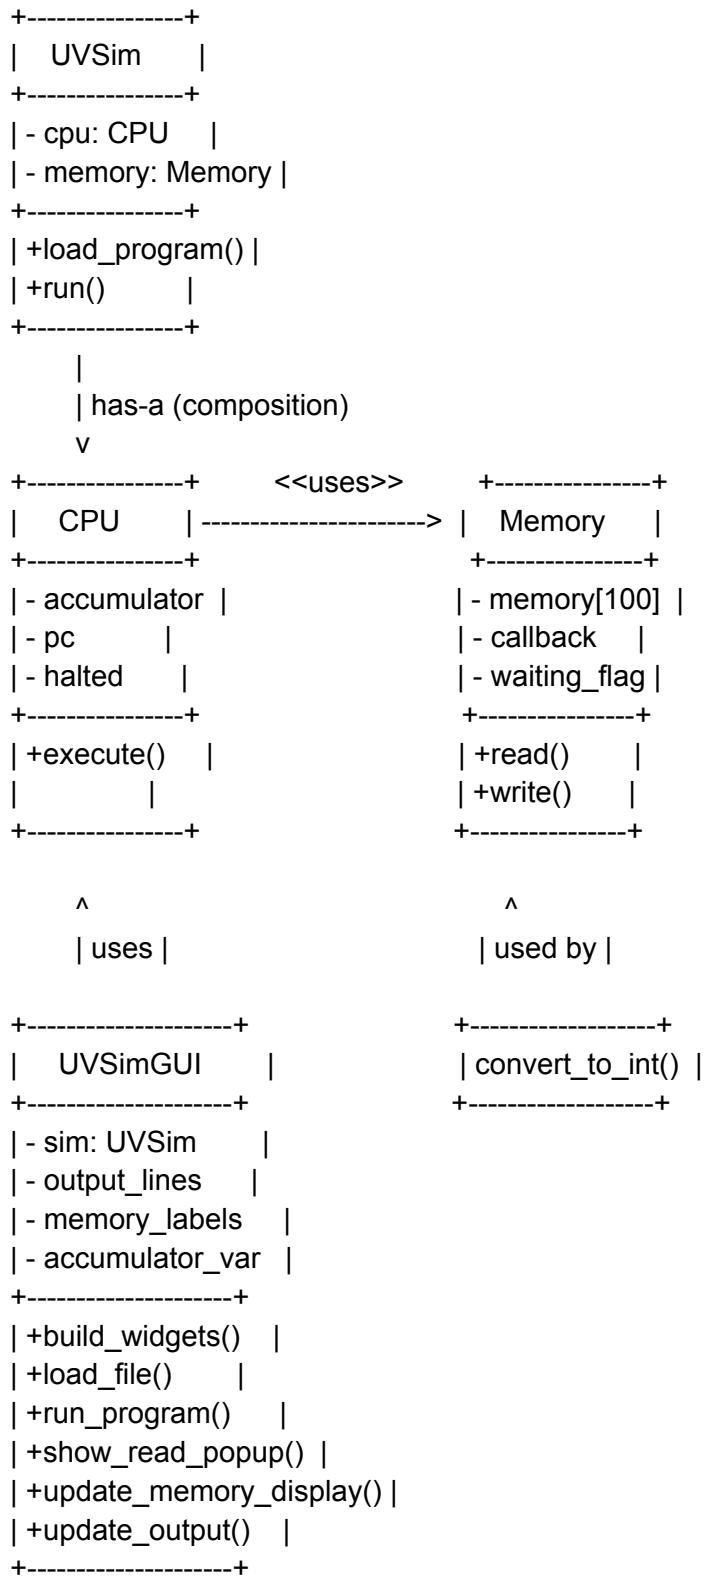 +----------------+
|    UVSim       |
+----------------+
| - cpu: CPU     |
| - memory: Memory |
+----------------+
| +load_program() |
| +run()         |
+----------------+
        |
        | has-a (composition)
        v
+----------------+         <<uses>>         +----------------+
|     CPU        | -----------------------> |    Memory      |
+----------------+                          +----------------+
| - accumulator  |                          | - memory[100]  |
| - pc           |                          | - callback     |
| - halted       |                          | - waiting_flag |
+----------------+                          +----------------+
| +execute()     |                          | +read()        |
|                |                          | +write()       |
+----------------+                          +----------------+
        ^                                           ^
        | uses |                                    | used by |
+---------------------+                     +-------------------+
|     UVSimGUI        |                     | convert_to_int()  |
+---------------------+                     +-------------------+
| - sim: UVSim        |
| - output_lines      |
| - memory_labels     |
| - accumulator_var   |
+---------------------+
| +build_widgets()    |
| +load_file()        |
| +run_program()      |
| +show_read_popup()  |
| +update_memory_display() |
| +update_output()    |
+---------------------+